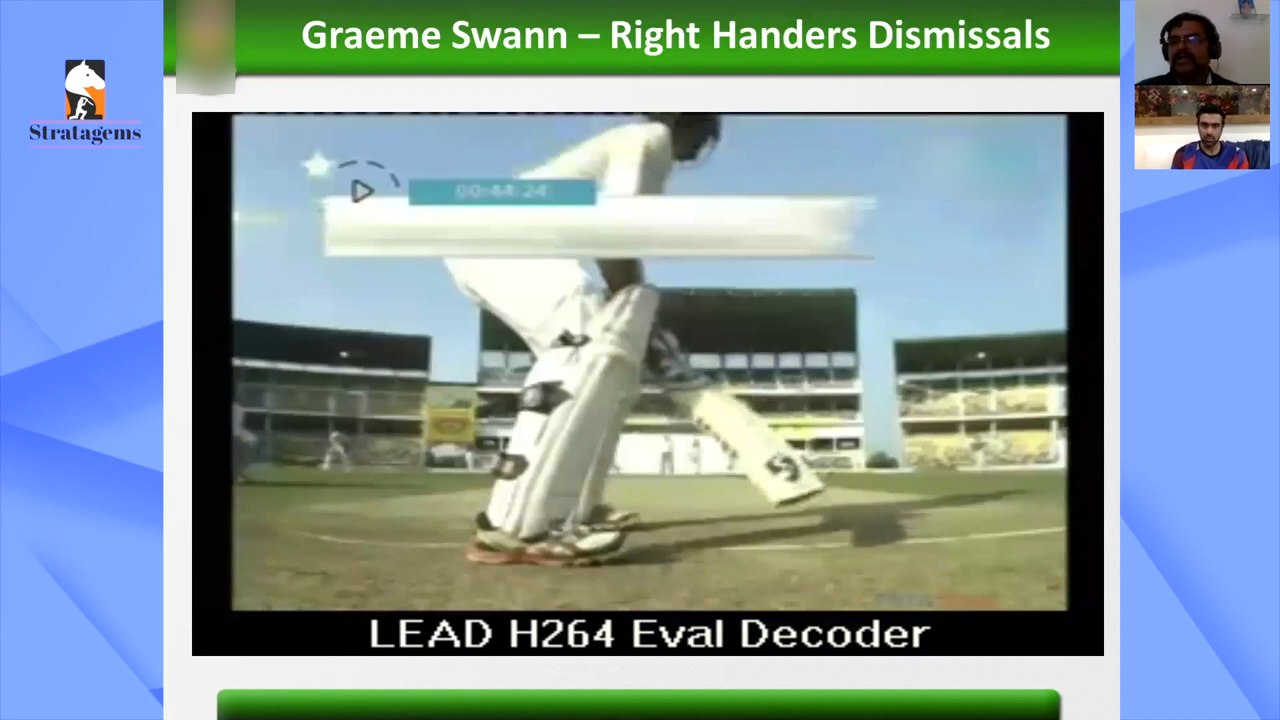 Graeme Swann – Right Handers Dismissals
Stratagems
00:44:24
LEAD H264 Eval Decoder